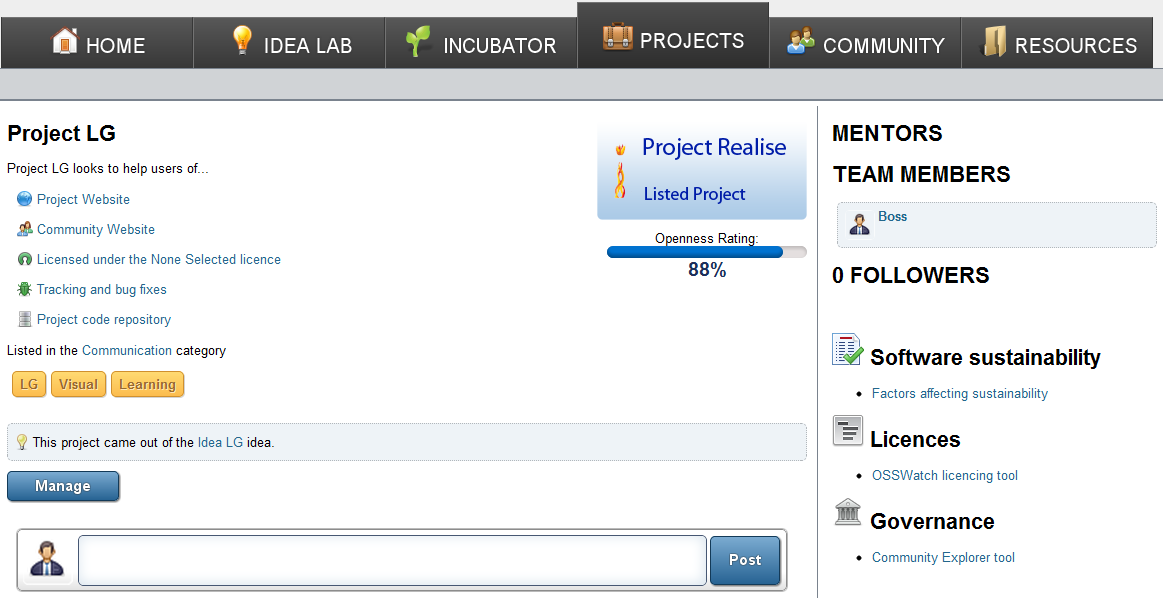 HOME
IDEA LAB
INCUBATOR
PROJECTS
COMMUNITY
RESOURCES
Project LG
Project LG looks to help users of...
Project Website
Community Website
Licensed under the None Selected licence
Tracking and bug fixes
Project code repository
Listed in the Communication category
LG Visual Learning
This project came out of the Idea LG idea.
Manage
Post
Project Realise
Listed Project
Openness Rating:
88%
MENTORS
TEAM MEMBERS
Boss
0 FOLLOWERS
Software sustainability
Factors affecting sustainability
Licences
OSSWatch licencing tool
Governance
Community Explorer tool